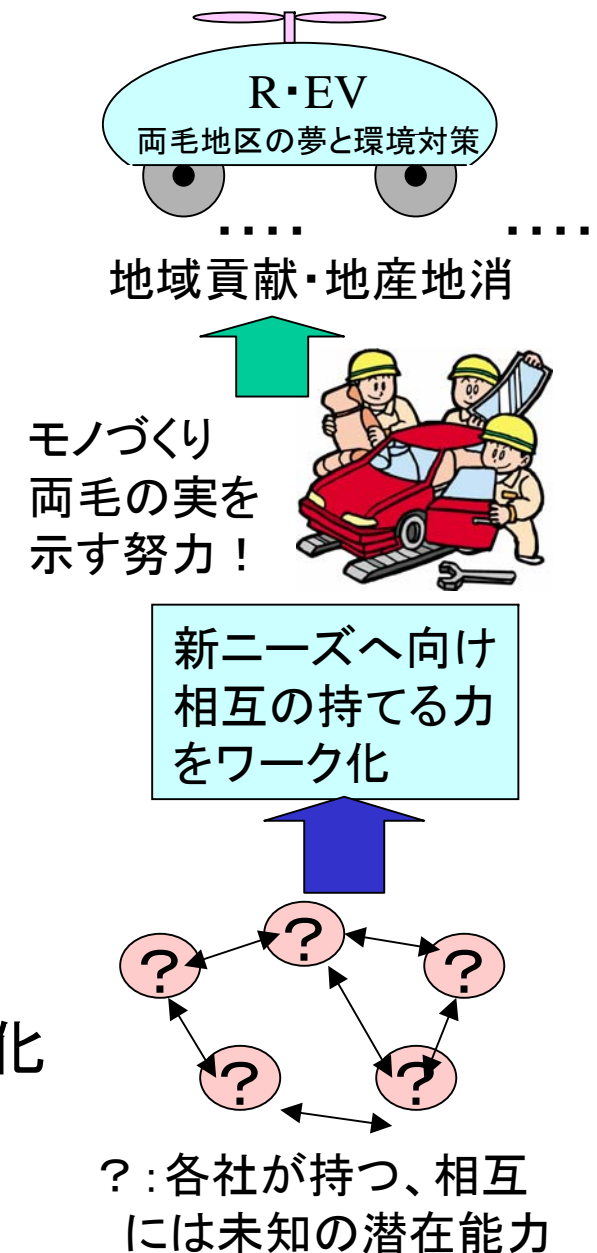 R・EV
両毛地区の夢と環境対策
‥‥ ‥‥
地域貢献・地産地消
モノづくり
両毛の実を
示す努力！
新ニーズへ向け
相互の持てる力
をワーク化
？
？
？
化
？
？
？：各社が持つ、相互
には未知の潜在能力